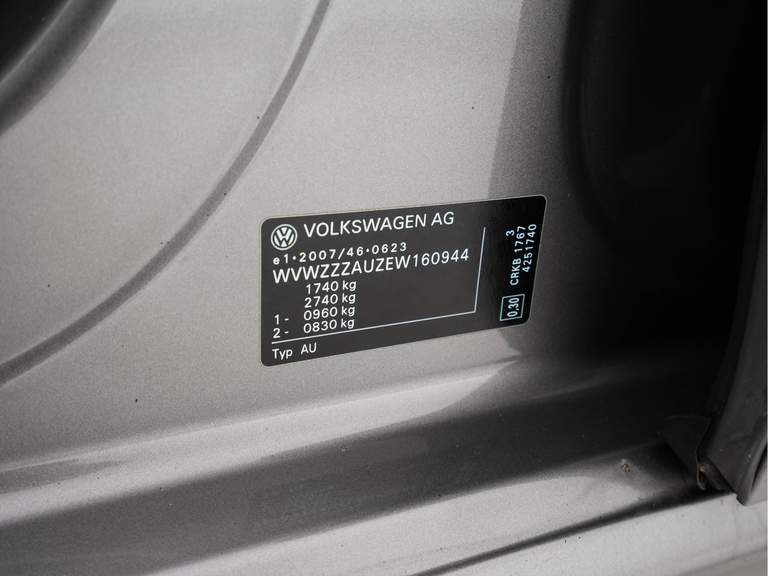 VOLKSWAGEN AG
e1*2007/46*0623
WVWZZZAUZEW160944
1740 kg
2740 kg
1 - 0960 kg
2 - 0830 kg
Typ AU
3
CRKB 1767
4251740
0.30